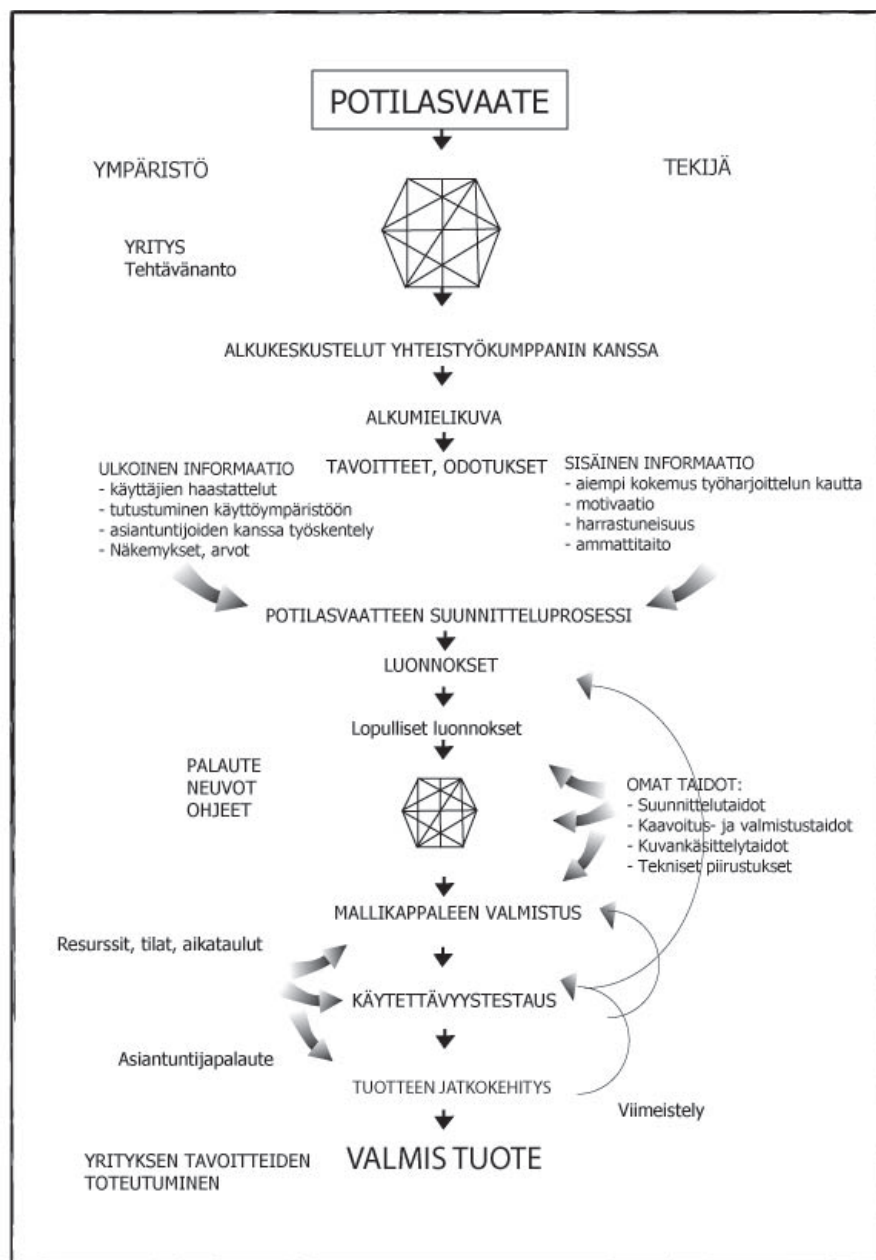 POTILASVAATE
YMPÄRISTÖ
TEKIJÄ
YRITYS
Tehtävänanto
ALKUKESKUSTELUT YHTEISTYÖKUMPPANIN KANSSA
ALKUMIELIKUVA
TAVOITTEET, ODOTUKSET
ULKOINEN INFORMAATIO
- käyttäjien haastattelut
- tutustuminen käyttöympäristöön
- asiantuntijoiden kanssa työskentely
- Näkemykset, arvot
SISÄINEN INFORMAATIO
- aiempi kokemus työharjoittelun kautta
- motivaatio
- harrastuneisuus
- ammattitaito
POTILASVAATTEEN SUUNNITTELUPROSESSI
LUONNOKSET
Lopulliset luonnokset
PALAUTE
NEUVOT
OHJEET
OMAT TAIDOT:
- Suunnittelutaidot
- Kaavoitus- ja valmistustaidot
- Kuvankäsittelytaidot
- Tekniset piirustukset
MALLIKAPPALEEN VALMISTUS
Resurssit, tilat, aikataulut
KÄYTETTÄVYYSTESTAUS
Asiantuntijapalaute
TUOTTEEN JATKOKEHITYS
Viimeistely
VALMIS TUOTE
YRITYKSEN TAVOITTEIDEN
TOTEUTUMINEN